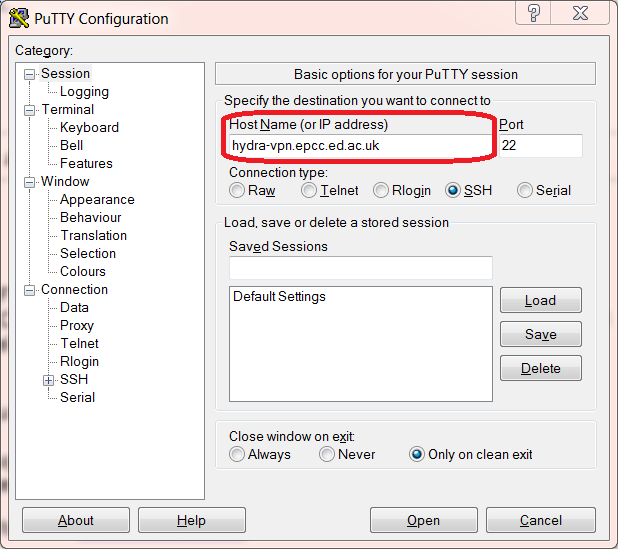 PuTTY Configuration
?
Category:
Session
Logging
Terminal
Keyboard
Bell
Features
Window
Appearance
Behaviour
Translation
Selection
Colours
Connection
Data
Proxy
Telnet
Rlogin
SSH
Serial
Basic options for your PuTTY session
Specify the destination you want to connect to
Host Name (or IP address) Port
hydra-vpn.epcc.ed.ac.uk 22
Connection type:
Raw Telnet Rlogin SSH Serial
Load, save or delete a stored session
Saved Sessions
Default Settings
Load
Save
Delete
Close window on exit:
Always Never Only on clean exit
About Help Open Cancel